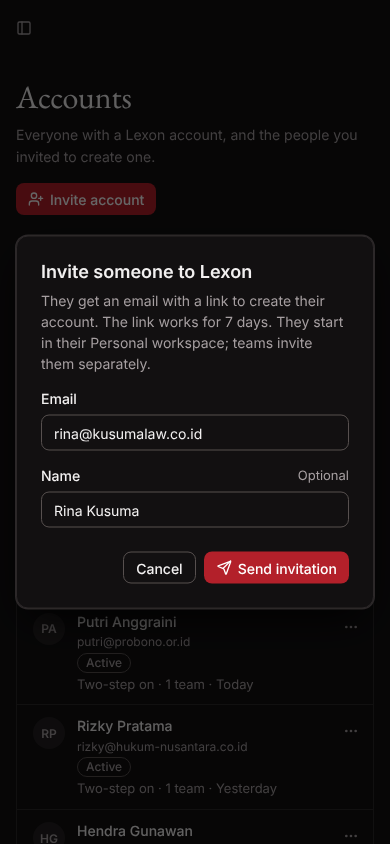 Accounts
Everyone with a Lexon account, and the people you
invited to create one.
Invite account
Invite someone to Lexon
They get an email with a link to create their
account. The link works for 7 days. They start
in their Personal workspace; teams invite
them separately.
Email
rina@kusumalaw.co.id
Name Optional
Rina Kusuma
Cancel Send invitation
PA Putri Anggraini
putri@probono.or.id
Active
Two-step on · 1 team · Today
RP Rizky Pratama
rizky@hukum-nusantara.co.id
Active
Two-step on · 1 team · Yesterday
HG Hendra Gunawan